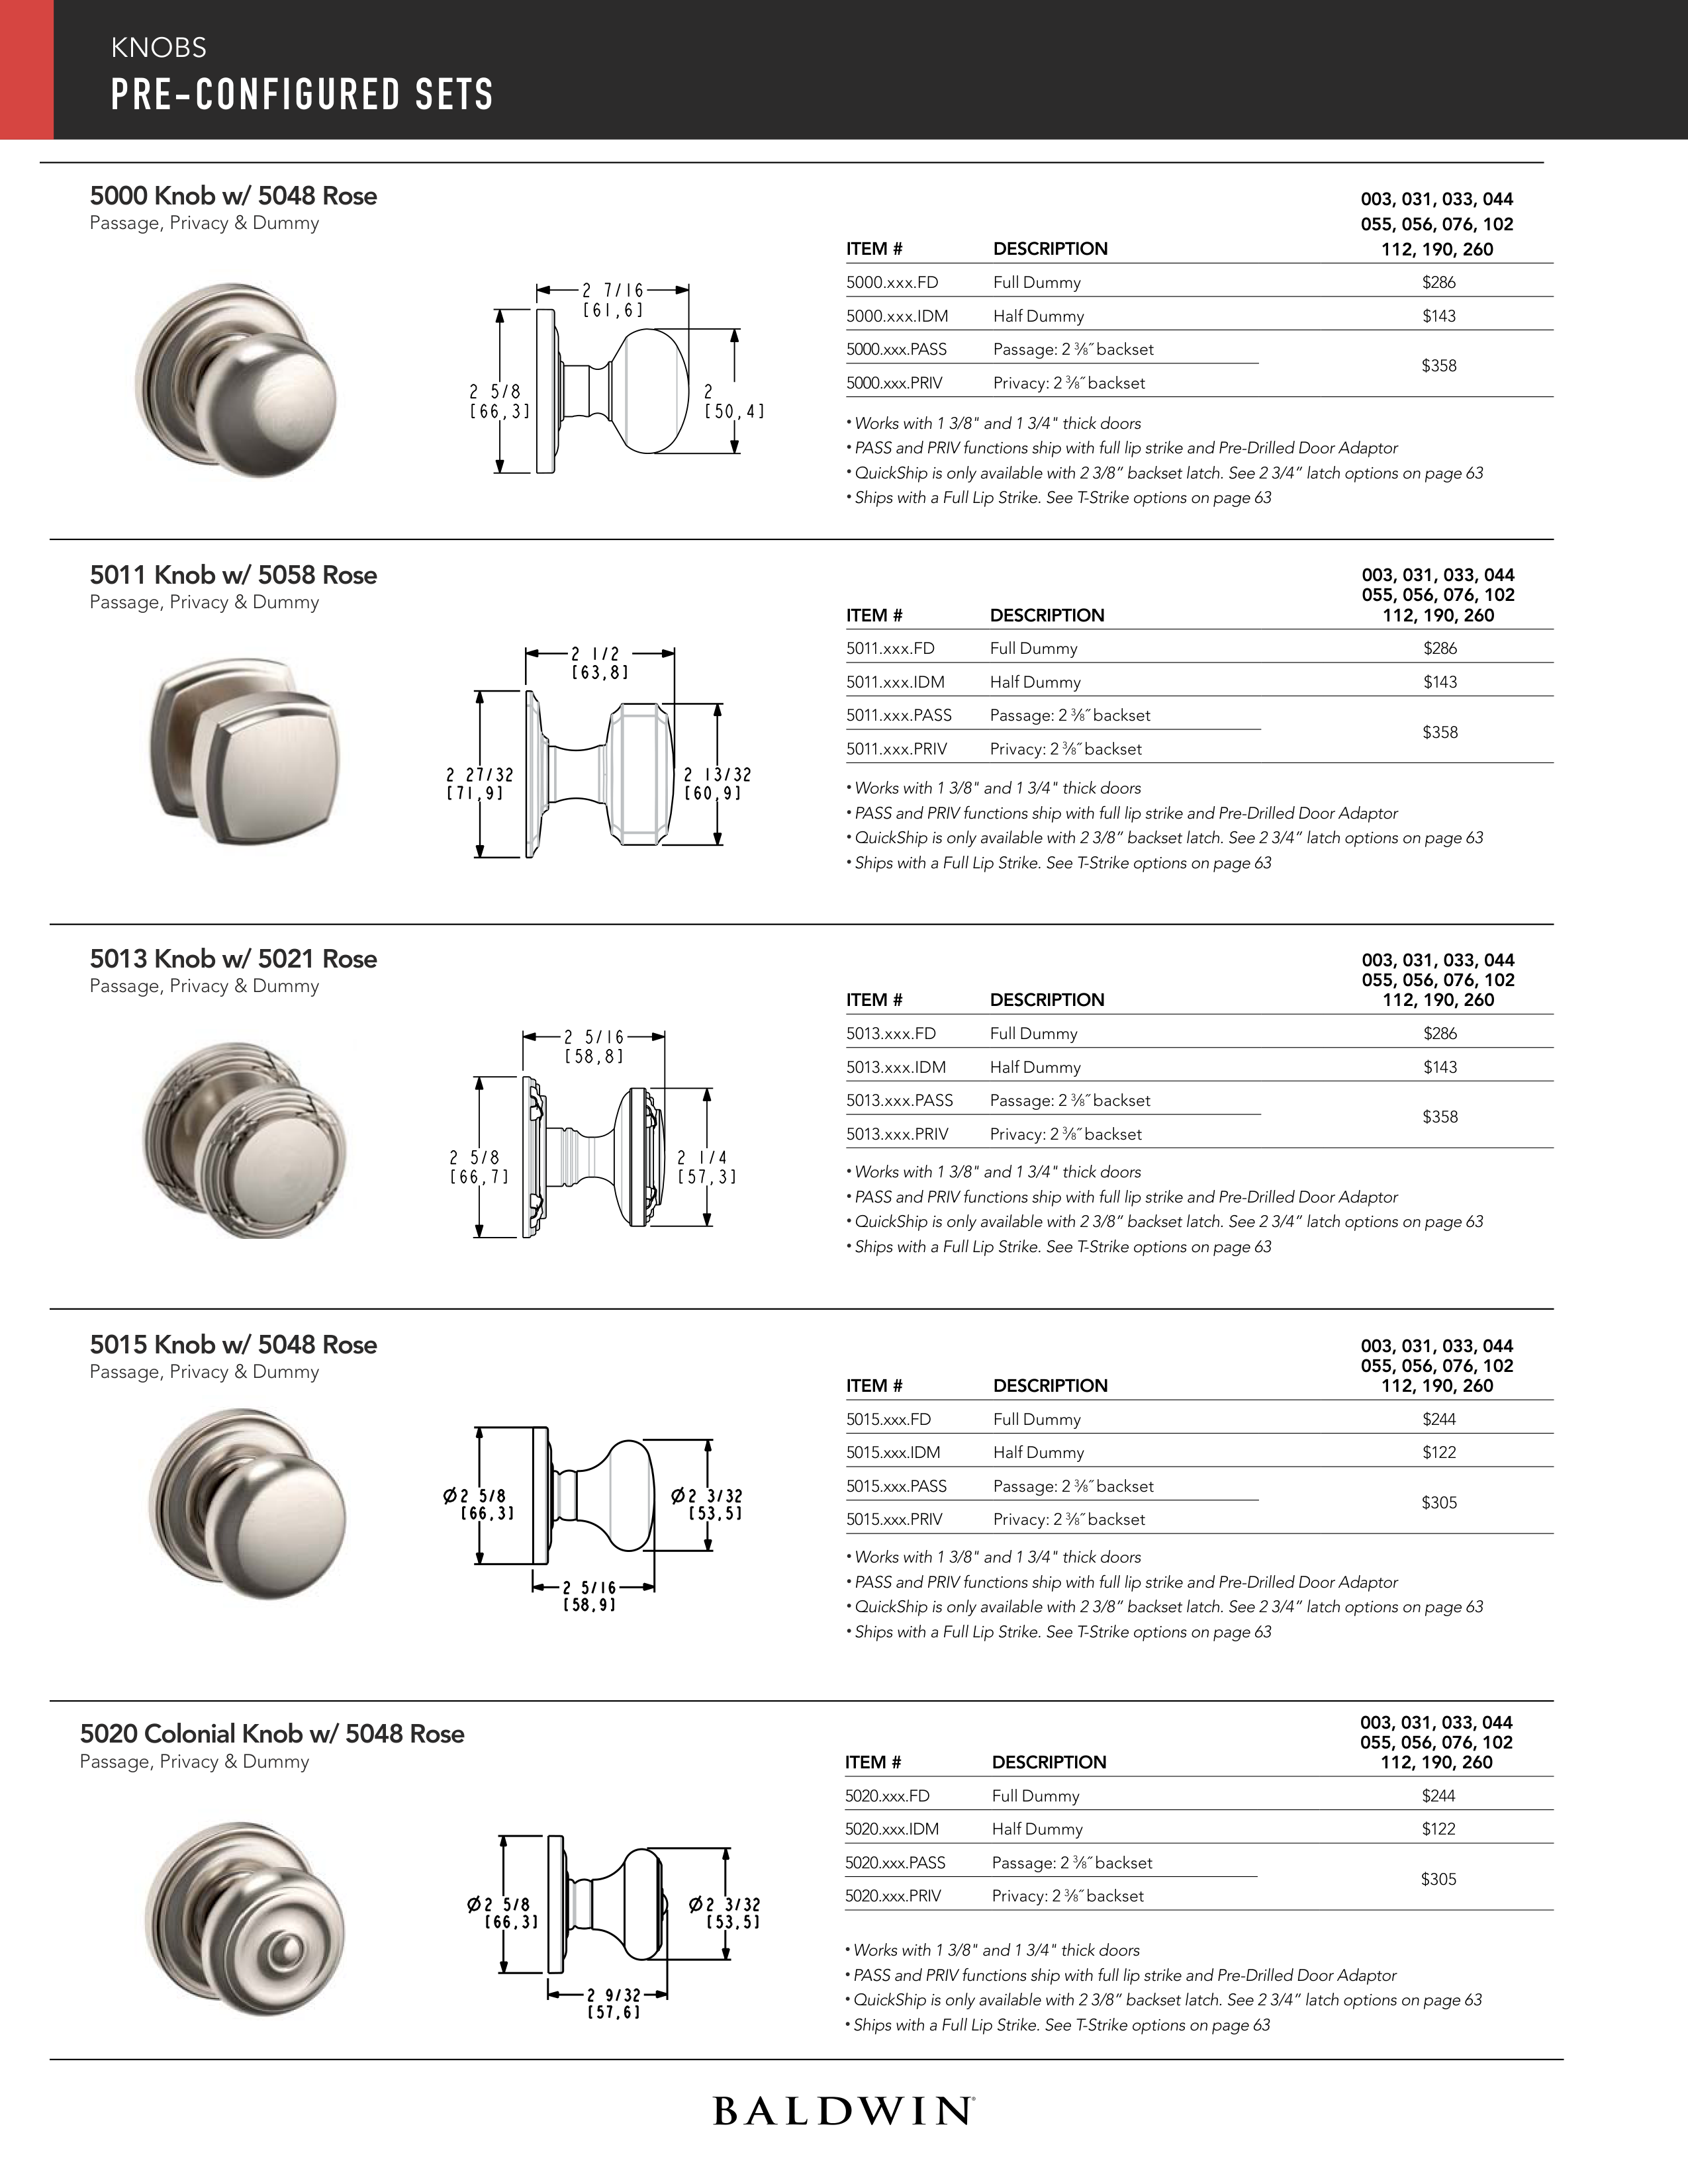 KNOBS
PRE-CONFIGURED SETS
5000 Knob w/ 5048 Rose
Passage, Privacy & Dummy
2 7/16
[61,6]
2 5/8
[66,3]
2
[50,4]
003, 031, 033, 044
055, 056, 076, 102
ITEM # DESCRIPTION 112, 190, 260
5000.xxx.FD Full Dummy $286
5000.xxx.IDM Half Dummy $143
5000.xxx.PASS Passage: 2 ⅜″ backset
$358
5000.xxx.PRIV Privacy: 2 ⅜″ backset
• Works with 1 3/8" and 1 3/4" thick doors
• PASS and PRIV functions ship with full lip strike and Pre-Drilled Door Adaptor
• QuickShip is only available with 2 3/8” backset latch. See 2 3/4” latch options on page 63
• Ships with a Full Lip Strike. See T-Strike options on page 63
5011 Knob w/ 5058 Rose
Passage, Privacy & Dummy
2 1/2
[63,8]
2 27/32
[71,9]
2 13/32
[60,9]
003, 031, 033, 044
055, 056, 076, 102
ITEM # DESCRIPTION 112, 190, 260
5011.xxx.FD Full Dummy $286
5011.xxx.IDM Half Dummy $143
5011.xxx.PASS Passage: 2 ⅜″ backset
$358
5011.xxx.PRIV Privacy: 2 ⅜″ backset
• Works with 1 3/8" and 1 3/4" thick doors
• PASS and PRIV functions ship with full lip strike and Pre-Drilled Door Adaptor
• QuickShip is only available with 2 3/8” backset latch. See 2 3/4” latch options on page 63
• Ships with a Full Lip Strike. See T-Strike options on page 63
5013 Knob w/ 5021 Rose
Passage, Privacy & Dummy
2 5/16
[58,8]
2 5/8
[66,7]
2 1/4
[57,3]
003, 031, 033, 044
055, 056, 076, 102
ITEM # DESCRIPTION 112, 190, 260
5013.xxx.FD Full Dummy $286
5013.xxx.IDM Half Dummy $143
5013.xxx.PASS Passage: 2 ⅜″ backset
$358
5013.xxx.PRIV Privacy: 2 ⅜″ backset
• Works with 1 3/8" and 1 3/4" thick doors
• PASS and PRIV functions ship with full lip strike and Pre-Drilled Door Adaptor
• QuickShip is only available with 2 3/8” backset latch. See 2 3/4” latch options on page 63
• Ships with a Full Lip Strike. See T-Strike options on page 63
5015 Knob w/ 5048 Rose
Passage, Privacy & Dummy
Ø2 5/8
[66,3]
Ø2 3/32
[53,5]
2 5/16
[58,9]
003, 031, 033, 044
055, 056, 076, 102
ITEM # DESCRIPTION 112, 190, 260
5015.xxx.FD Full Dummy $244
5015.xxx.IDM Half Dummy $122
5015.xxx.PASS Passage: 2 ⅜″ backset
$305
5015.xxx.PRIV Privacy: 2 ⅜″ backset
• Works with 1 3/8" and 1 3/4" thick doors
• PASS and PRIV functions ship with full lip strike and Pre-Drilled Door Adaptor
• QuickShip is only available with 2 3/8” backset latch. See 2 3/4” latch options on page 63
• Ships with a Full Lip Strike. See T-Strike options on page 63
5020 Colonial Knob w/ 5048 Rose
Passage, Privacy & Dummy
Ø2 5/8
[66,3]
Ø2 3/32
[53,5]
2 9/32
[57,6]
003, 031, 033, 044
055, 056, 076, 102
ITEM # DESCRIPTION 112, 190, 260
5020.xxx.FD Full Dummy $244
5020.xxx.IDM Half Dummy $122
5020.xxx.PASS Passage: 2 ⅜″ backset
$305
5020.xxx.PRIV Privacy: 2 ⅜″ backset
• Works with 1 3/8" and 1 3/4" thick doors
• PASS and PRIV functions ship with full lip strike and Pre-Drilled Door Adaptor
• QuickShip is only available with 2 3/8” backset latch. See 2 3/4” latch options on page 63
• Ships with a Full Lip Strike. See T-Strike options on page 63
BALDWIN